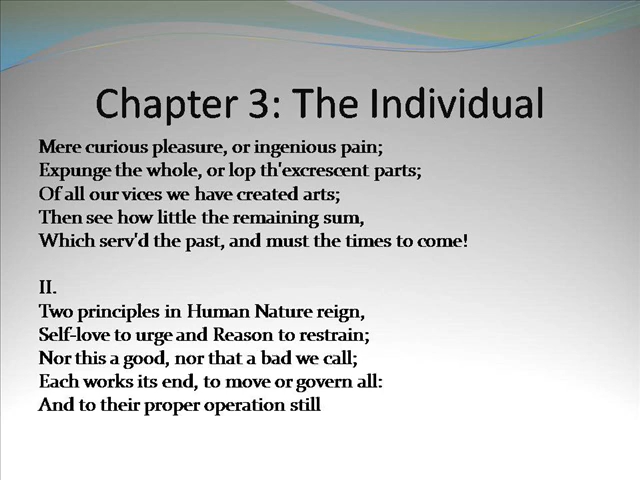 Chapter 3: The Individual
Mere curious pleasure, or ingenious pain;
Expunge the whole, or lop th'excrescent parts;
Of all our vices we have created arts;
Then see how little the remaining sum,
Which serv'd the past, and must the times to come!
II.
Two principles in Human Nature reign,
Self-love to urge and Reason to restrain;
Nor this a good, nor that a bad we call;
Each works its end, to move or govern all:
And to their proper operation still